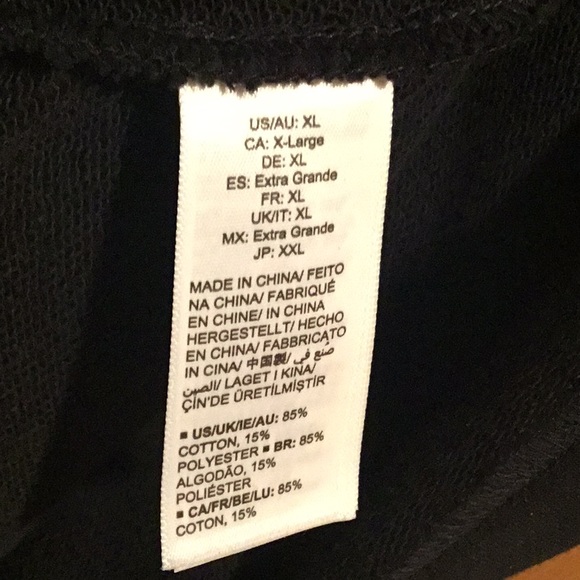 US/AU: XL
CA: X-Large
DE: XL
ES: Extra Grande
FR: XL
UK/IT: XL
MX: Extra Grande
JP: XXL
MADE IN CHINA/ FEITO
NA CHINA/ FABRIQUÉ
EN CHINE/ IN CHINA
HERGESTELLT/ HECHO
EN CHINA/ FABBRICATO
IN CINA/ 中国製/ صنع في
الصين/ LAGET I KINA/
ÇİN'DE ÜRETİLMİŞTİR
▪ US/UK/IE/AU: 85%
COTTON, 15%
POLYESTER ▪ BR: 85%
ALGODÃO, 15%
POLIÉSTER
▪ CA/FR/BE/LU: 85%
COTON, 15%